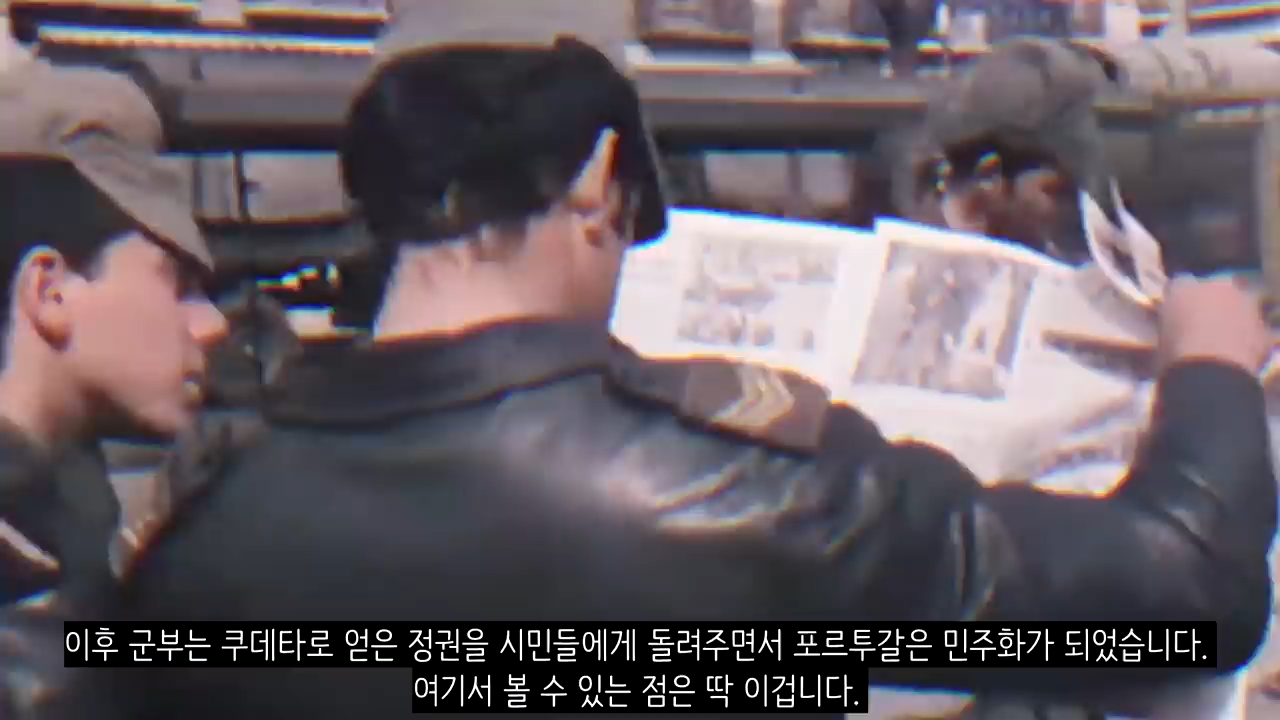 이후 군부는 쿠데타로 얻은 정권을 시민들에게 돌려주면서 포르투갈은 민주화가 되었습니다.
여기서 볼 수 있는 점은 딱 이겁니다.